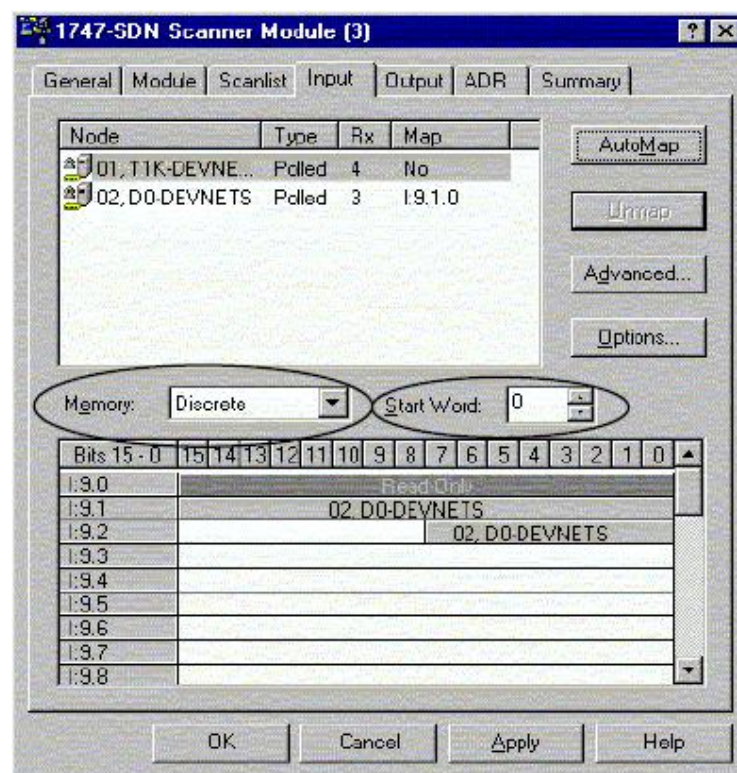 1747-SDN Scanner Module (3)
General Module Scanlist Input Output ADR Summary
Node Type Rx Map
01, T1K-DEVNE... Polled 4 No
02, D0-DEVNETS Polled 3 I:9.1.0
AutoMap
Unmap
Advanced...
Options...
Memory: Discrete Start Word: 0
Bits 15 - 0 15 14 13 12 11 10 9 8 7 6 5 4 3 2 1 0
I:9.0 Read Only
I:9.1 02, D0-DEVNETS
I:9.2 02, D0-DEVNETS
I:9.3
I:9.4
I:9.5
I:9.6
I:9.7
I:9.8
OK Cancel Apply Help